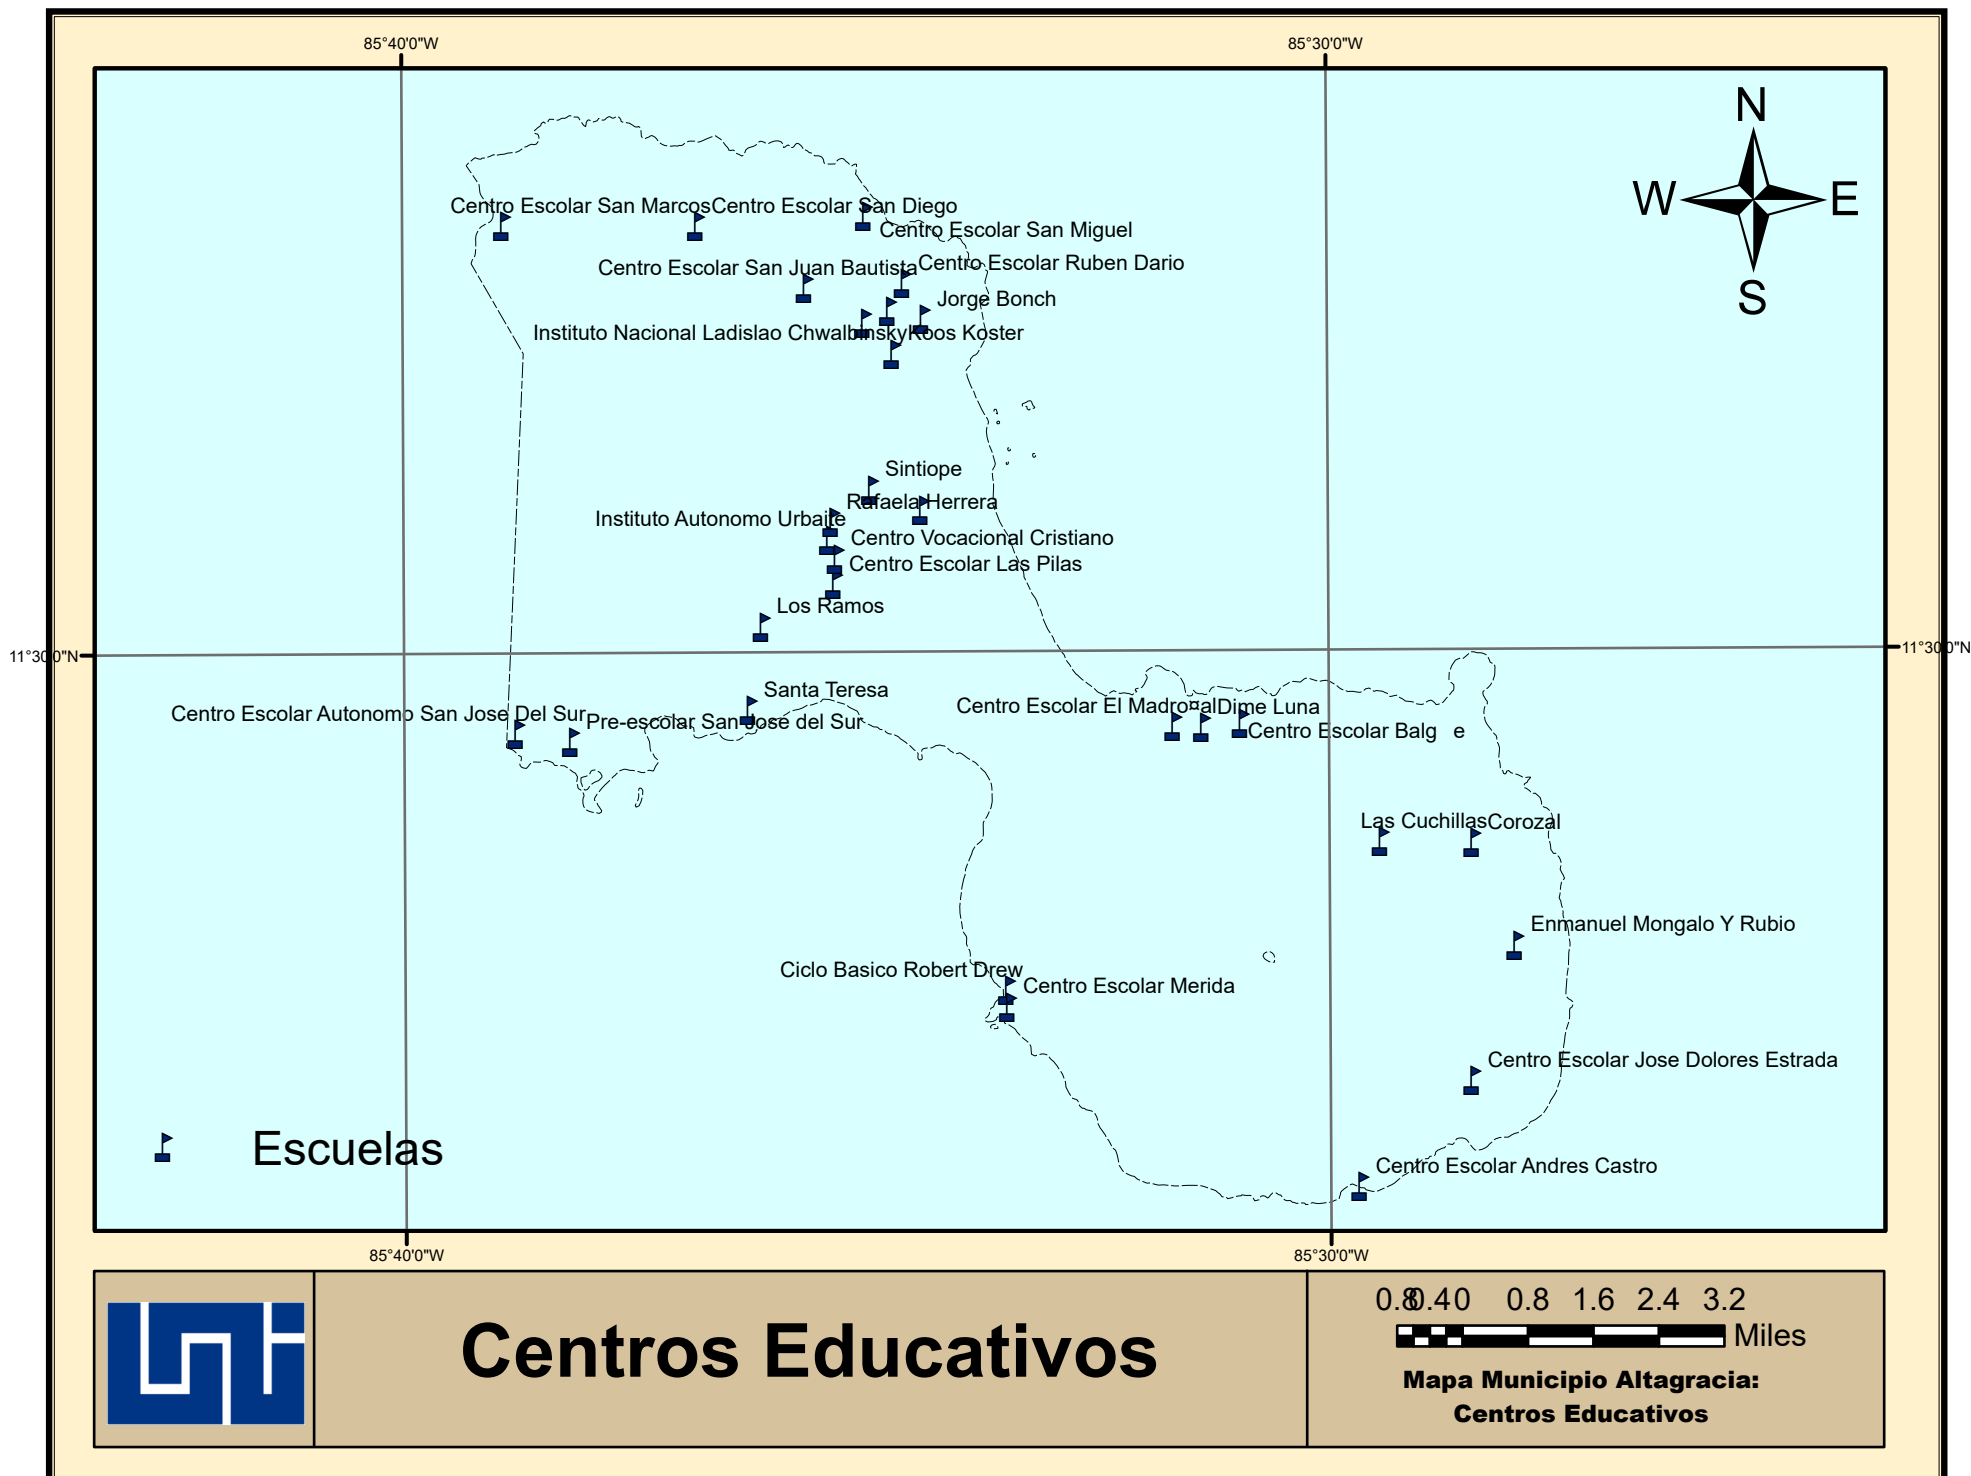 85°40'0"W
85°30'0"W
N
W
E
S
Centro Escolar San Marcos
Centro Escolar San Diego
Centro Escolar San Miguel
Centro Escolar San Juan Bautista
Centro Escolar Ruben Dario
Jorge Bonch
Instituto Nacional Ladislao Chwalbinsky
Koos Koster
Sintiope
Rafaela Herrera
Instituto Autonomo Urbaite
Centro Vocacional Cristiano
Centro Escolar Las Pilas
Los Ramos
11°30'0"N
11°30'0"N
Santa Teresa
Centro Escolar Autonomo San Jose Del Sur
Pre-escolar San José del Sur
Centro Escolar El Madro¤al
Dime Luna
Centro Escolar Balg e
Las Cuchillas
Corozal
Enmanuel Mongalo Y Rubio
Ciclo Basico Robert Drew
Centro Escolar Merida
Centro Escolar Jose Dolores Estrada
Escuelas
Centro Escolar Andres Castro
85°40'0"W
85°30'0"W
Centros Educativos
0.8 0.4 0 0.8 1.6 2.4 3.2
Miles
Mapa Municipio Altagracia:
Centros Educativos